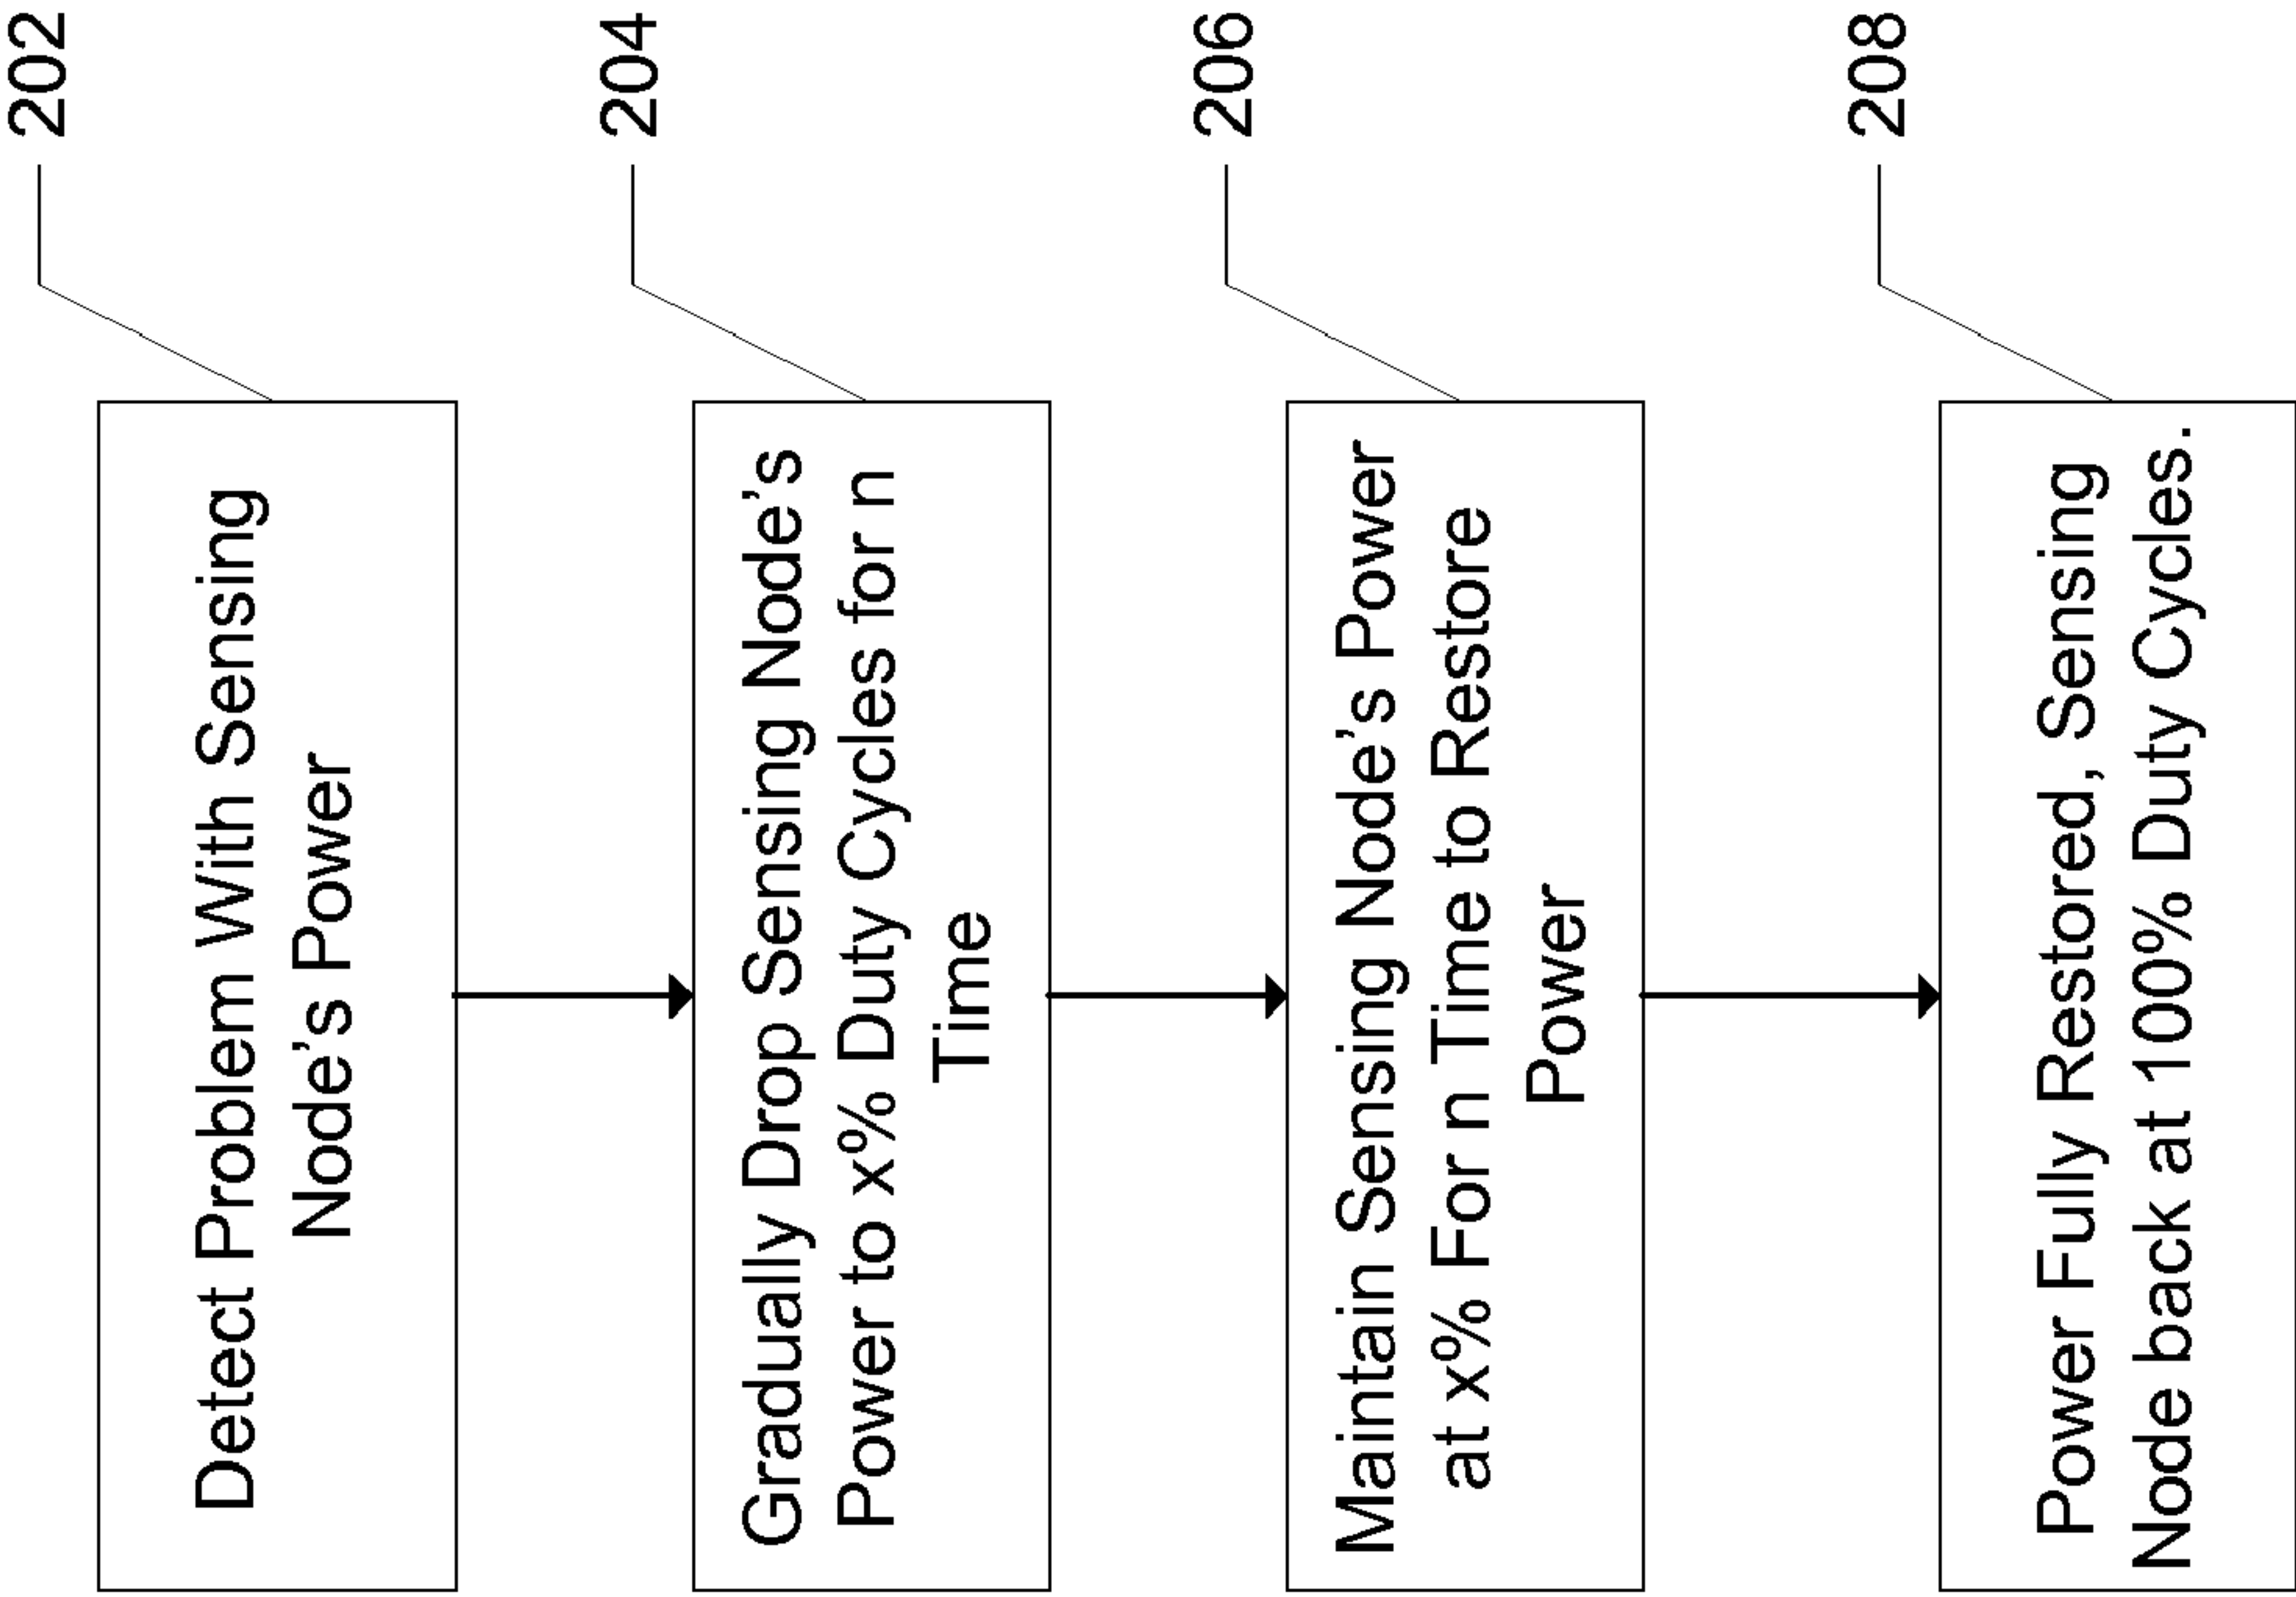 202
Detect Problem With Sensing
Node's Power
204
Gradually Drop Sensing Node's
Power to x% Duty Cycles for n
Time
206
Maintain Sensing Node's Power
at x% For n Time to Restore
Power
208
Power Fully Restored, Sensing
Node back at 100% Duty Cycles.